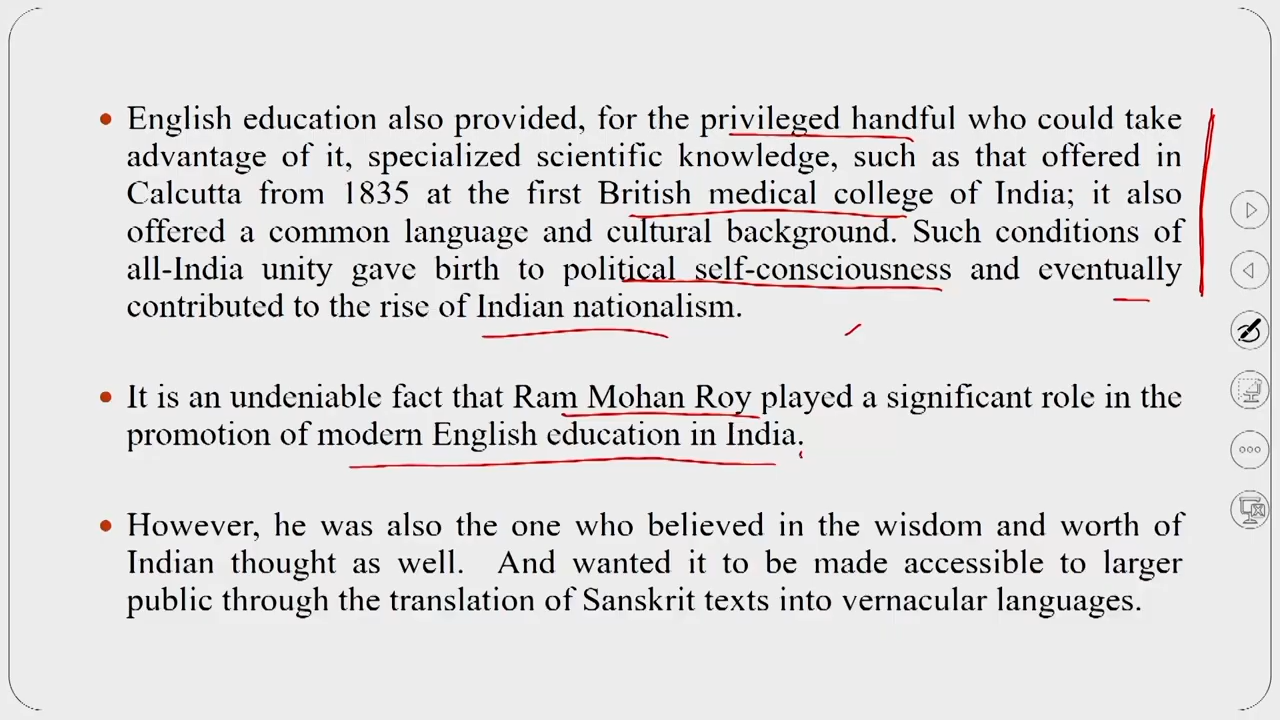 • English education also provided, for the privileged handful who could take
advantage of it, specialized scientific knowledge, such as that offered in
Calcutta from 1835 at the first British medical college of India; it also
offered a common language and cultural background. Such conditions of
all-India unity gave birth to political self-consciousness and eventually
contributed to the rise of Indian nationalism.
• It is an undeniable fact that Ram Mohan Roy played a significant role in the
promotion of modern English education in India.
• However, he was also the one who believed in the wisdom and worth of
Indian thought as well. And wanted it to be made accessible to larger
public through the translation of Sanskrit texts into vernacular languages.